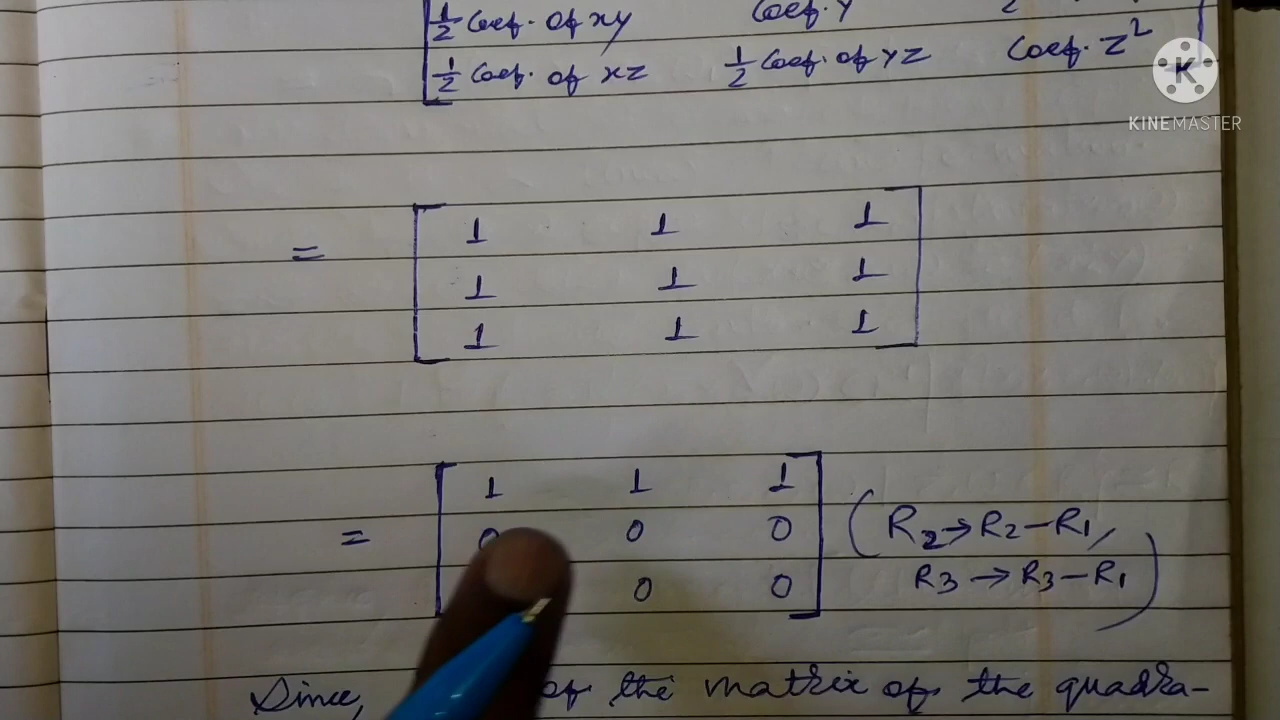 1/2 Coef. of xy Coef. Y 2
1/2 Coef. of xz 1/2 Coef. of YZ Coef. Z²
K
KINEMASTER
= 1 1 1
1 1 1
1 1 1
= 1 1 1
0 0 0 (R2→R2-R1,
0 0 R3→R3-R1)
Since, of the matrix of the quadra-